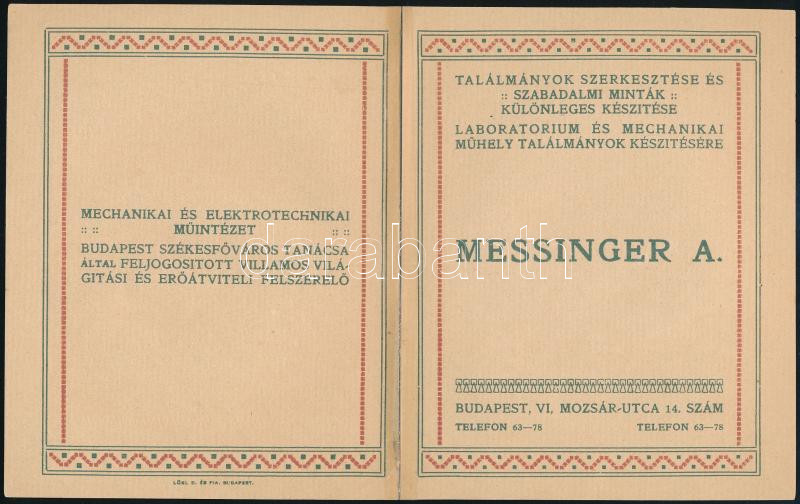 MECHANIKAI ÉS ELEKTROTECHNIKAI
:: :: MŰINTÉZET :: ::
BUDAPEST SZÉKESFŐVÁROS TANÁCSA
ÁLTAL FELJOGOSITOTT VILLAMOS VILÁ-
GITÁSI ÉS ERŐÁTVITELI FELSZERELŐ
LŐBL D. ÉS FIA, BUDAPEST.
TALÁLMÁNYOK SZERKESZTÉSE ÉS
:: SZABADALMI MINTÁK ::
KÜLÖNLEGES KÉSZITÉSE
LABORATORIUM ÉS MECHANIKAI
MŰHELY TALÁLMÁNYOK KÉSZITÉSÉRE
MESSINGER A.
BUDAPEST, VI, MOZSÁR-UTCA 14. SZÁM
TELEFON 63—78 TELEFON 63—78
darabanth